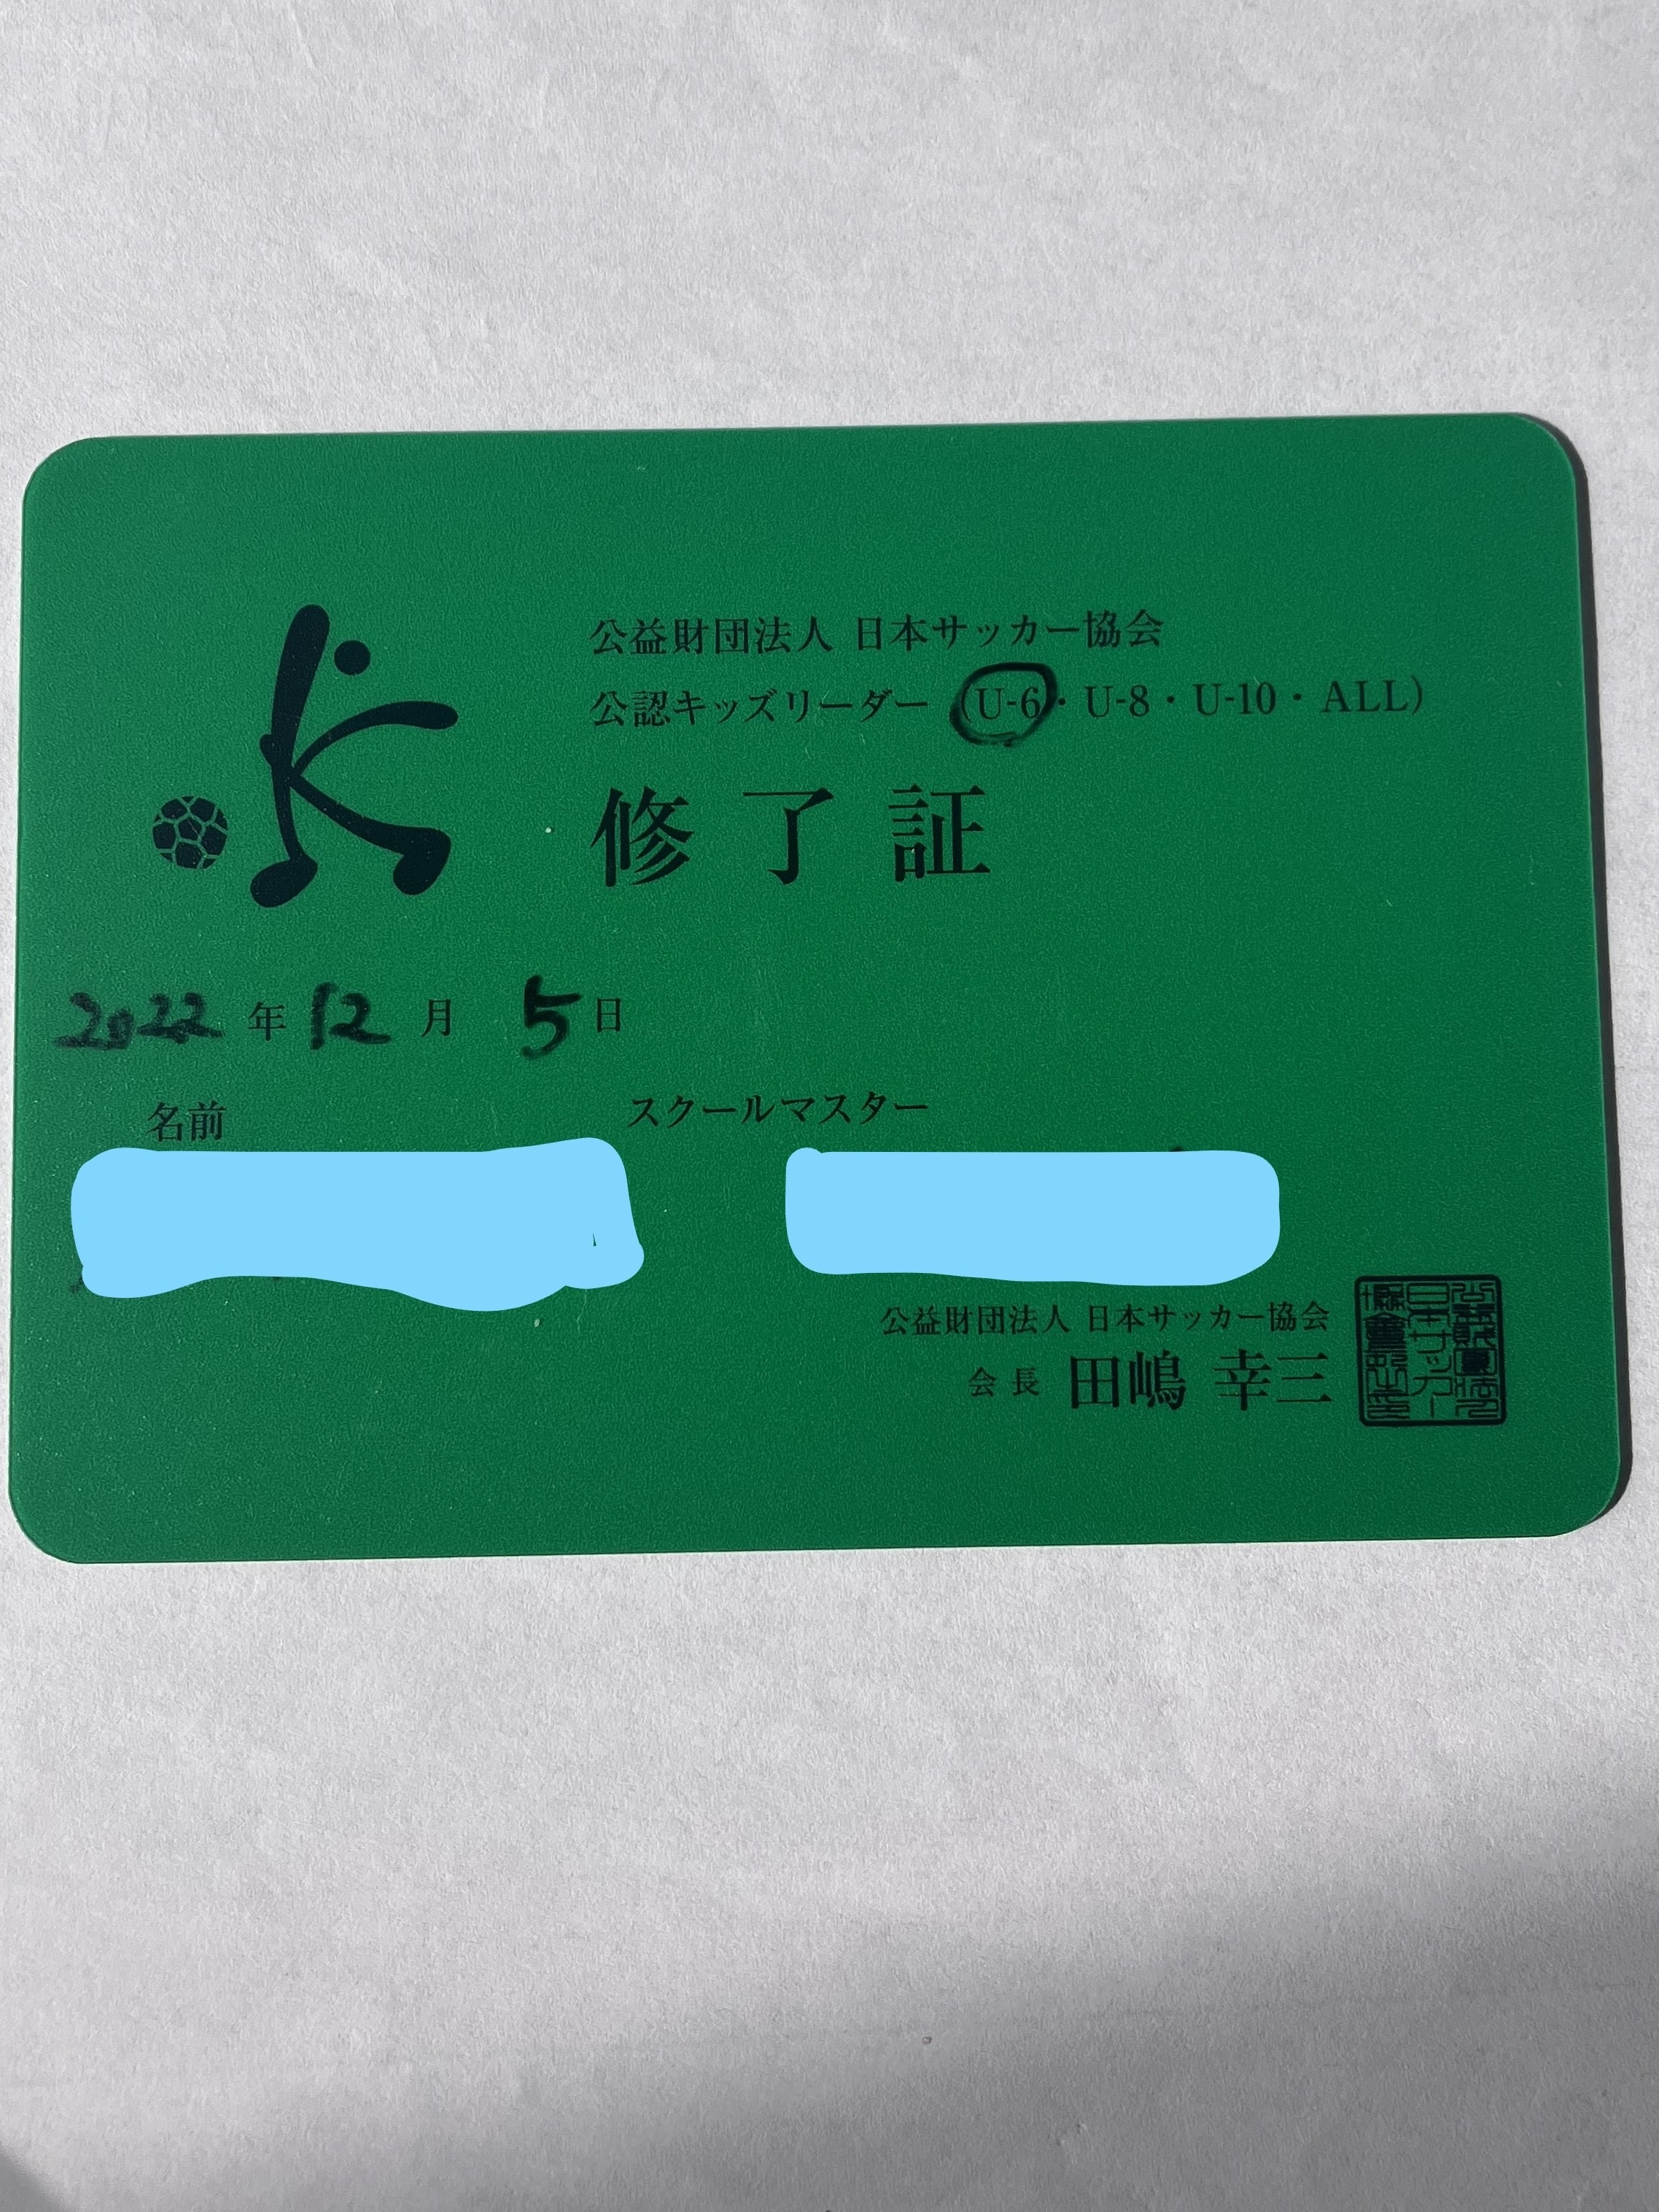 公益財団法人 日本サッカー協会
公認キッズリーダー (U-6・U-8・U-10・ALL)
修了証
2022年12月5日
名前 スクールマスター
公益財団法人 日本サッカー協会
会長 田嶋 幸三